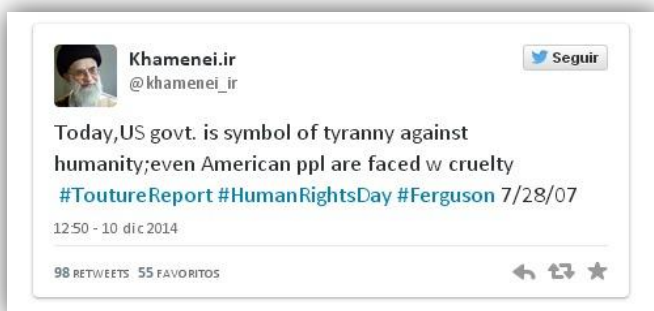 Khamenei.ir
Seguir
@khamenei_ir
Today,US govt. is symbol of tyranny against
humanity;even American ppl are faced w cruelty
#ToutureReport #HumanRightsDay #Ferguson 7/28/07
12:50 - 10 dic 2014
98 RETWEETS 55 FAVORITOS